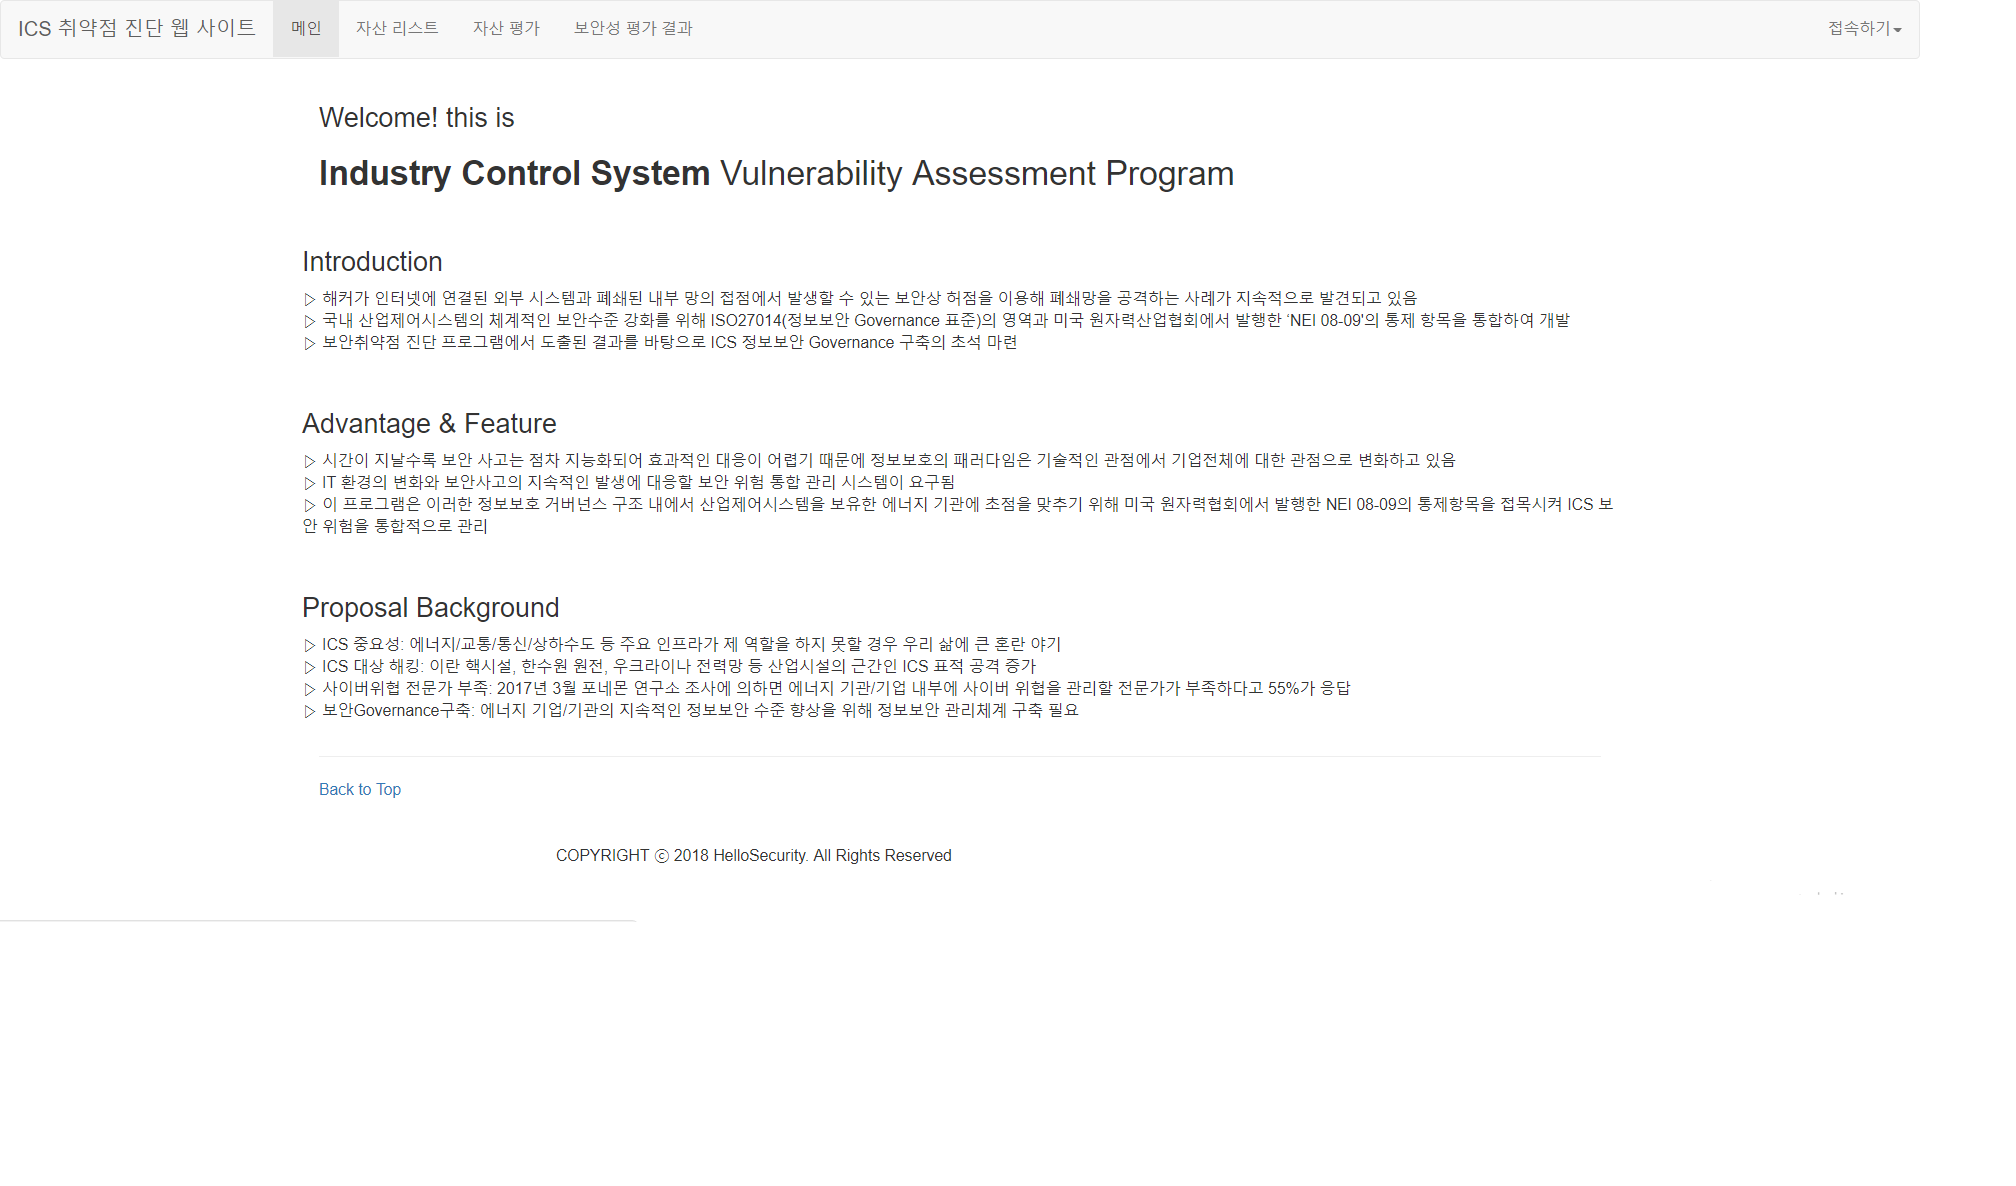 ICS 취약점 진단 웹 사이트 메인 자산 리스트 자산 평가 보안성 평가 결과 접속하기
Welcome! this is
Industry Control System Vulnerability Assessment Program
Introduction
▷ 해커가 인터넷에 연결된 외부 시스템과 폐쇄된 내부 망의 접점에서 발생할 수 있는 보안상 허점을 이용해 폐쇄망을 공격하는 사례가 지속적으로 발견되고 있음
▷ 국내 산업제어시스템의 체계적인 보안수준 강화를 위해 ISO27014(정보보안 Governance 표준)의 영역과 미국 원자력산업협회에서 발행한 ‘NEI 08-09'의 통제 항목을 통합하여 개발
▷ 보안취약점 진단 프로그램에서 도출된 결과를 바탕으로 ICS 정보보안 Governance 구축의 초석 마련
Advantage & Feature
▷ 시간이 지날수록 보안 사고는 점차 지능화되어 효과적인 대응이 어렵기 때문에 정보보호의 패러다임은 기술적인 관점에서 기업전체에 대한 관점으로 변화하고 있음
▷ IT 환경의 변화와 보안사고의 지속적인 발생에 대응할 보안 위험 통합 관리 시스템이 요구됨
▷ 이 프로그램은 이러한 정보보호 거버넌스 구조 내에서 산업제어시스템을 보유한 에너지 기관에 초점을 맞추기 위해 미국 원자력협회에서 발행한 NEI 08-09의 통제항목을 접목시켜 ICS 보
안 위험을 통합적으로 관리
Proposal Background
▷ ICS 중요성: 에너지/교통/통신/상하수도 등 주요 인프라가 제 역할을 하지 못할 경우 우리 삶에 큰 혼란 야기
▷ ICS 대상 해킹: 이란 핵시설, 한수원 원전, 우크라이나 전력망 등 산업시설의 근간인 ICS 표적 공격 증가
▷ 사이버위협 전문가 부족: 2017년 3월 포네몬 연구소 조사에 의하면 에너지 기관/기업 내부에 사이버 위협을 관리할 전문가가 부족하다고 55%가 응답
▷ 보안Governance구축: 에너지 기업/기관의 지속적인 정보보안 수준 향상을 위해 정보보안 관리체계 구축 필요
Back to Top
COPYRIGHT ⓒ 2018 HelloSecurity. All Rights Reserved